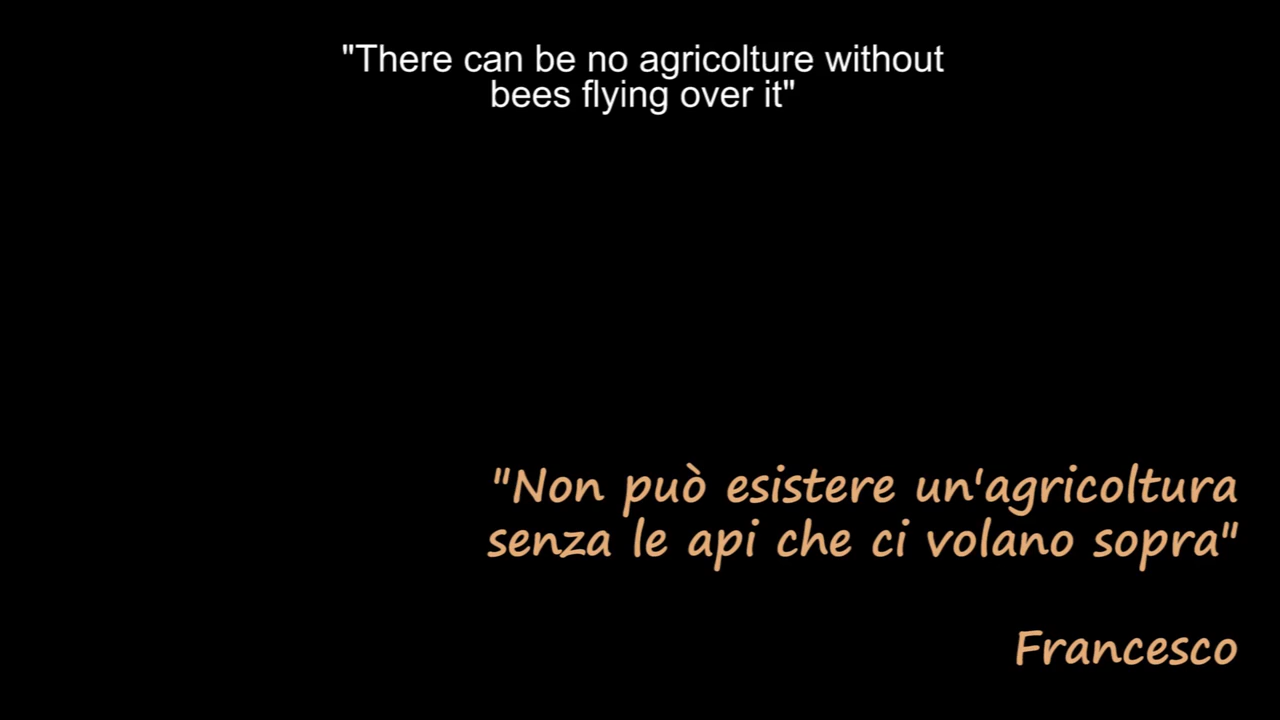 "There can be no agricolture without
bees flying over it"
"Non può esistere un'agricoltura
senza le api che ci volano sopra"
Francesco